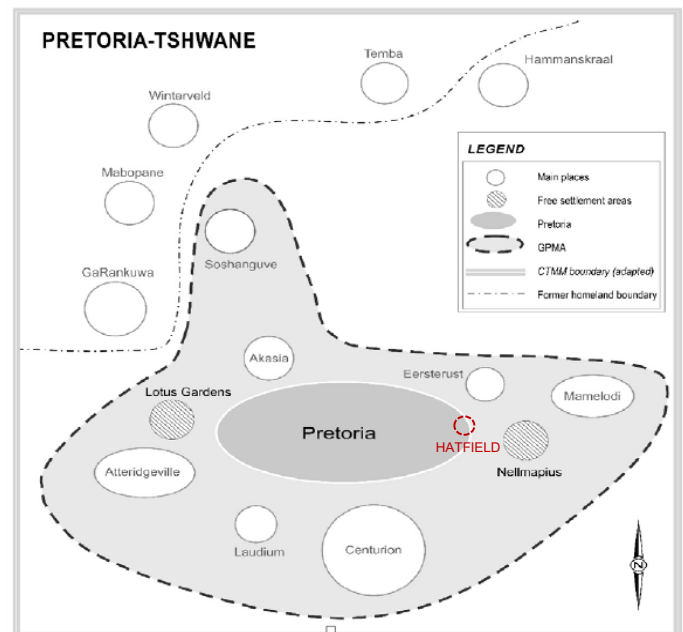 PRETORIA-TSHWANE
Temba
Hammanskraal
Winterveld
LEGEND
Main places
Free settlement areas
Pretoria
GPMA
CTMM boundary (adapted)
Former homeland boundary
Mabopane
Soshanguve
GaRankuwa
Akasia
Eersterust
Lotus Gardens
Mamelodi
Pretoria
HATFIELD
Atteridgeville
Nellmapius
Laudium
Centurion
N